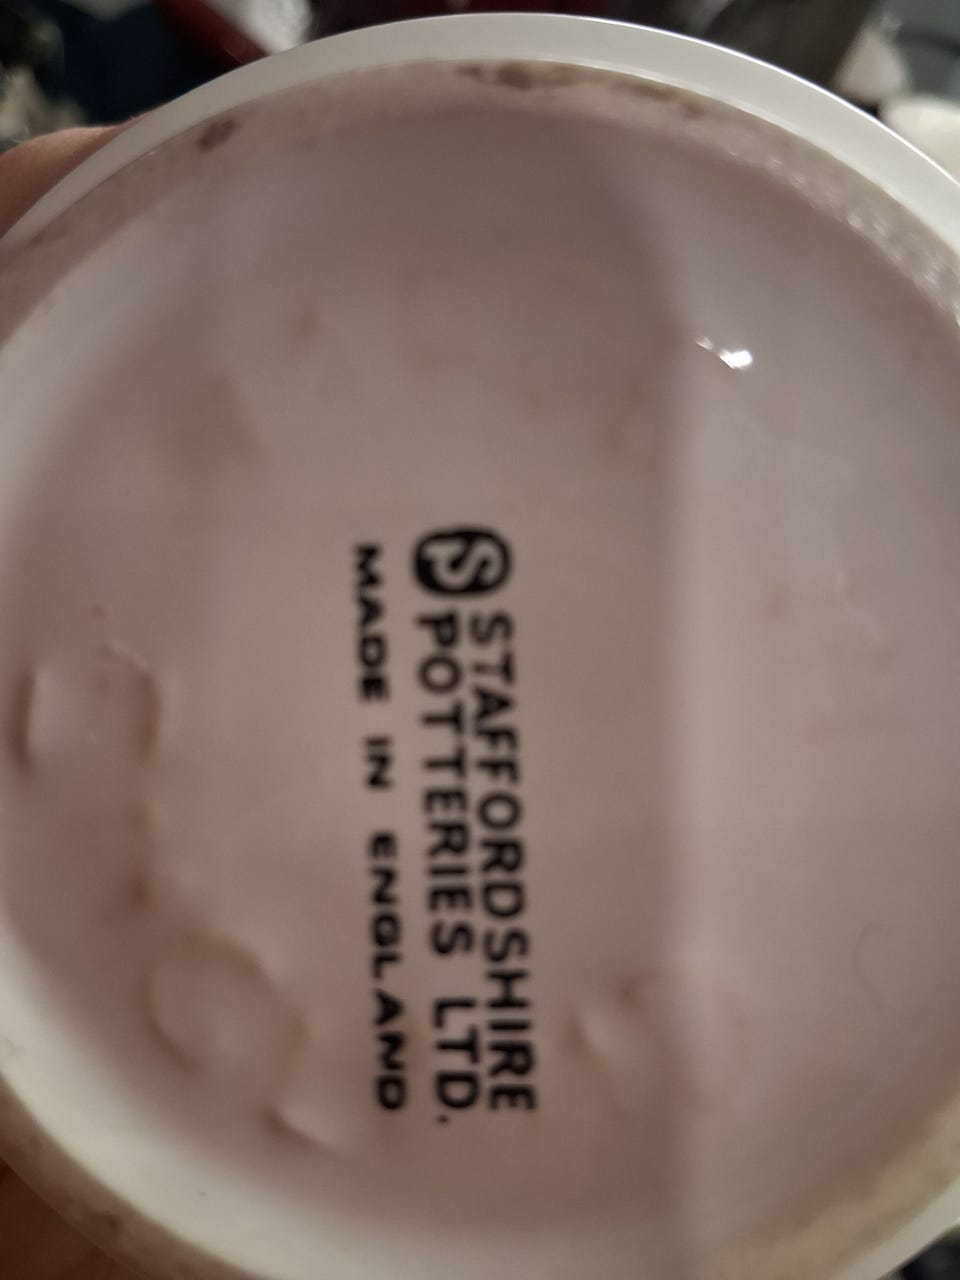 STAFFORDSHIRE
POTTERIES LTD.
MADE IN ENGLAND